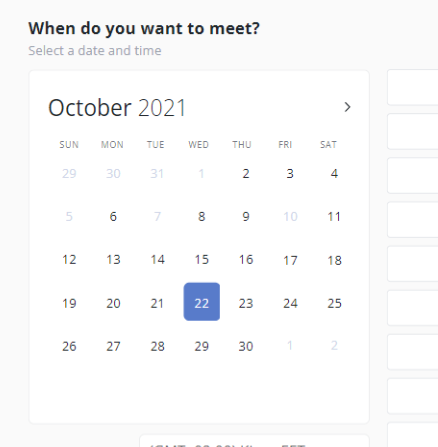 When do you want to meet?
Select a date and time
October 2021
SUN MON TUE WED THU FRI SAT
29 30 31 1 2 3 4
5 6 7 8 9 10 11
12 13 14 15 16 17 18
19 20 21 22 23 24 25
26 27 28 29 30 1 2